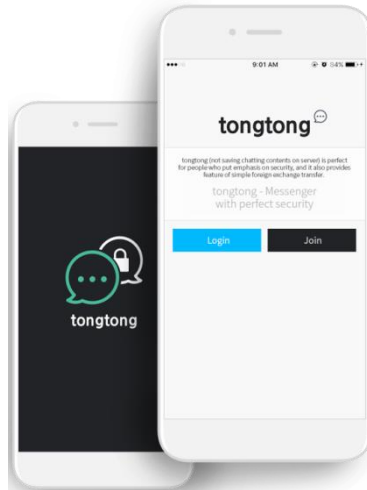 9:01 AM
94%
tongtong
tongtong (not saving chatting contents on server) is perfect
for people who put emphasis on security, and it also provides
feature of simple foreign exchange transfer.
tongtong - Messenger
with perfect security
Login
Join
tongtong